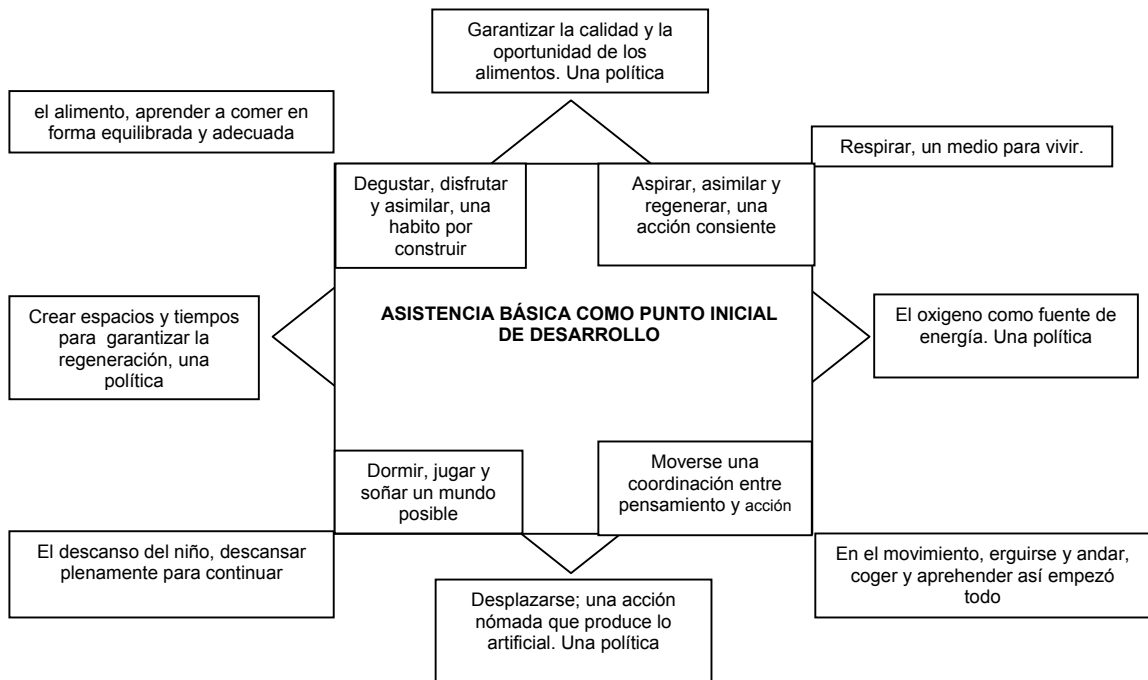 Garantizar la calidad y la
oportunidad de los
alimentos. Una política
el alimento, aprender a comer en
forma equilibrada y adecuada
Respirar, un medio para vivir.
Degustar, disfrutar
y asimilar, una
habito por
construir
Aspirar, asimilar y
regenerar, una
acción consiente
Crear espacios y tiempos
para garantizar la
regeneración, una
política
ASISTENCIA BÁSICA COMO PUNTO INICIAL
DE DESARROLLO
El oxigeno como fuente de
energía. Una política
Dormir, jugar y
soñar un mundo
posible
Moverse una
coordinación entre
pensamiento y acción
El descanso del niño, descansar
plenamente para continuar
En el movimiento, erguirse y andar,
coger y aprehender así empezó
todo
Desplazarse; una acción
nómada que produce lo
artificial. Una política